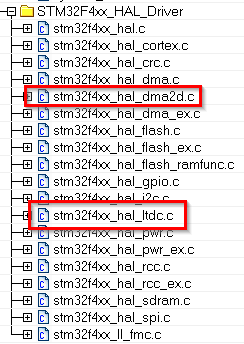 STM32F4xx_HAL_Driver
stm32f4xx_hal.c
stm32f4xx_hal_cortex.c
stm32f4xx_hal_crc.c
stm32f4xx_hal_dma.c
stm32f4xx_hal_dma2d.c
stm32f4xx_hal_dma_ex.c
stm32f4xx_hal_flash.c
stm32f4xx_hal_flash_ex.c
stm32f4xx_hal_flash_ramfunc.c
stm32f4xx_hal_gpio.c
stm32f4xx_hal_i2c.c
stm32f4xx_hal_ltdc.c
stm32f4xx_hal_pwr.c
stm32f4xx_hal_pwr_ex.c
stm32f4xx_hal_rcc.c
stm32f4xx_hal_rcc_ex.c
stm32f4xx_hal_sdram.c
stm32f4xx_hal_spi.c
stm32f4xx_ll_fmc.c